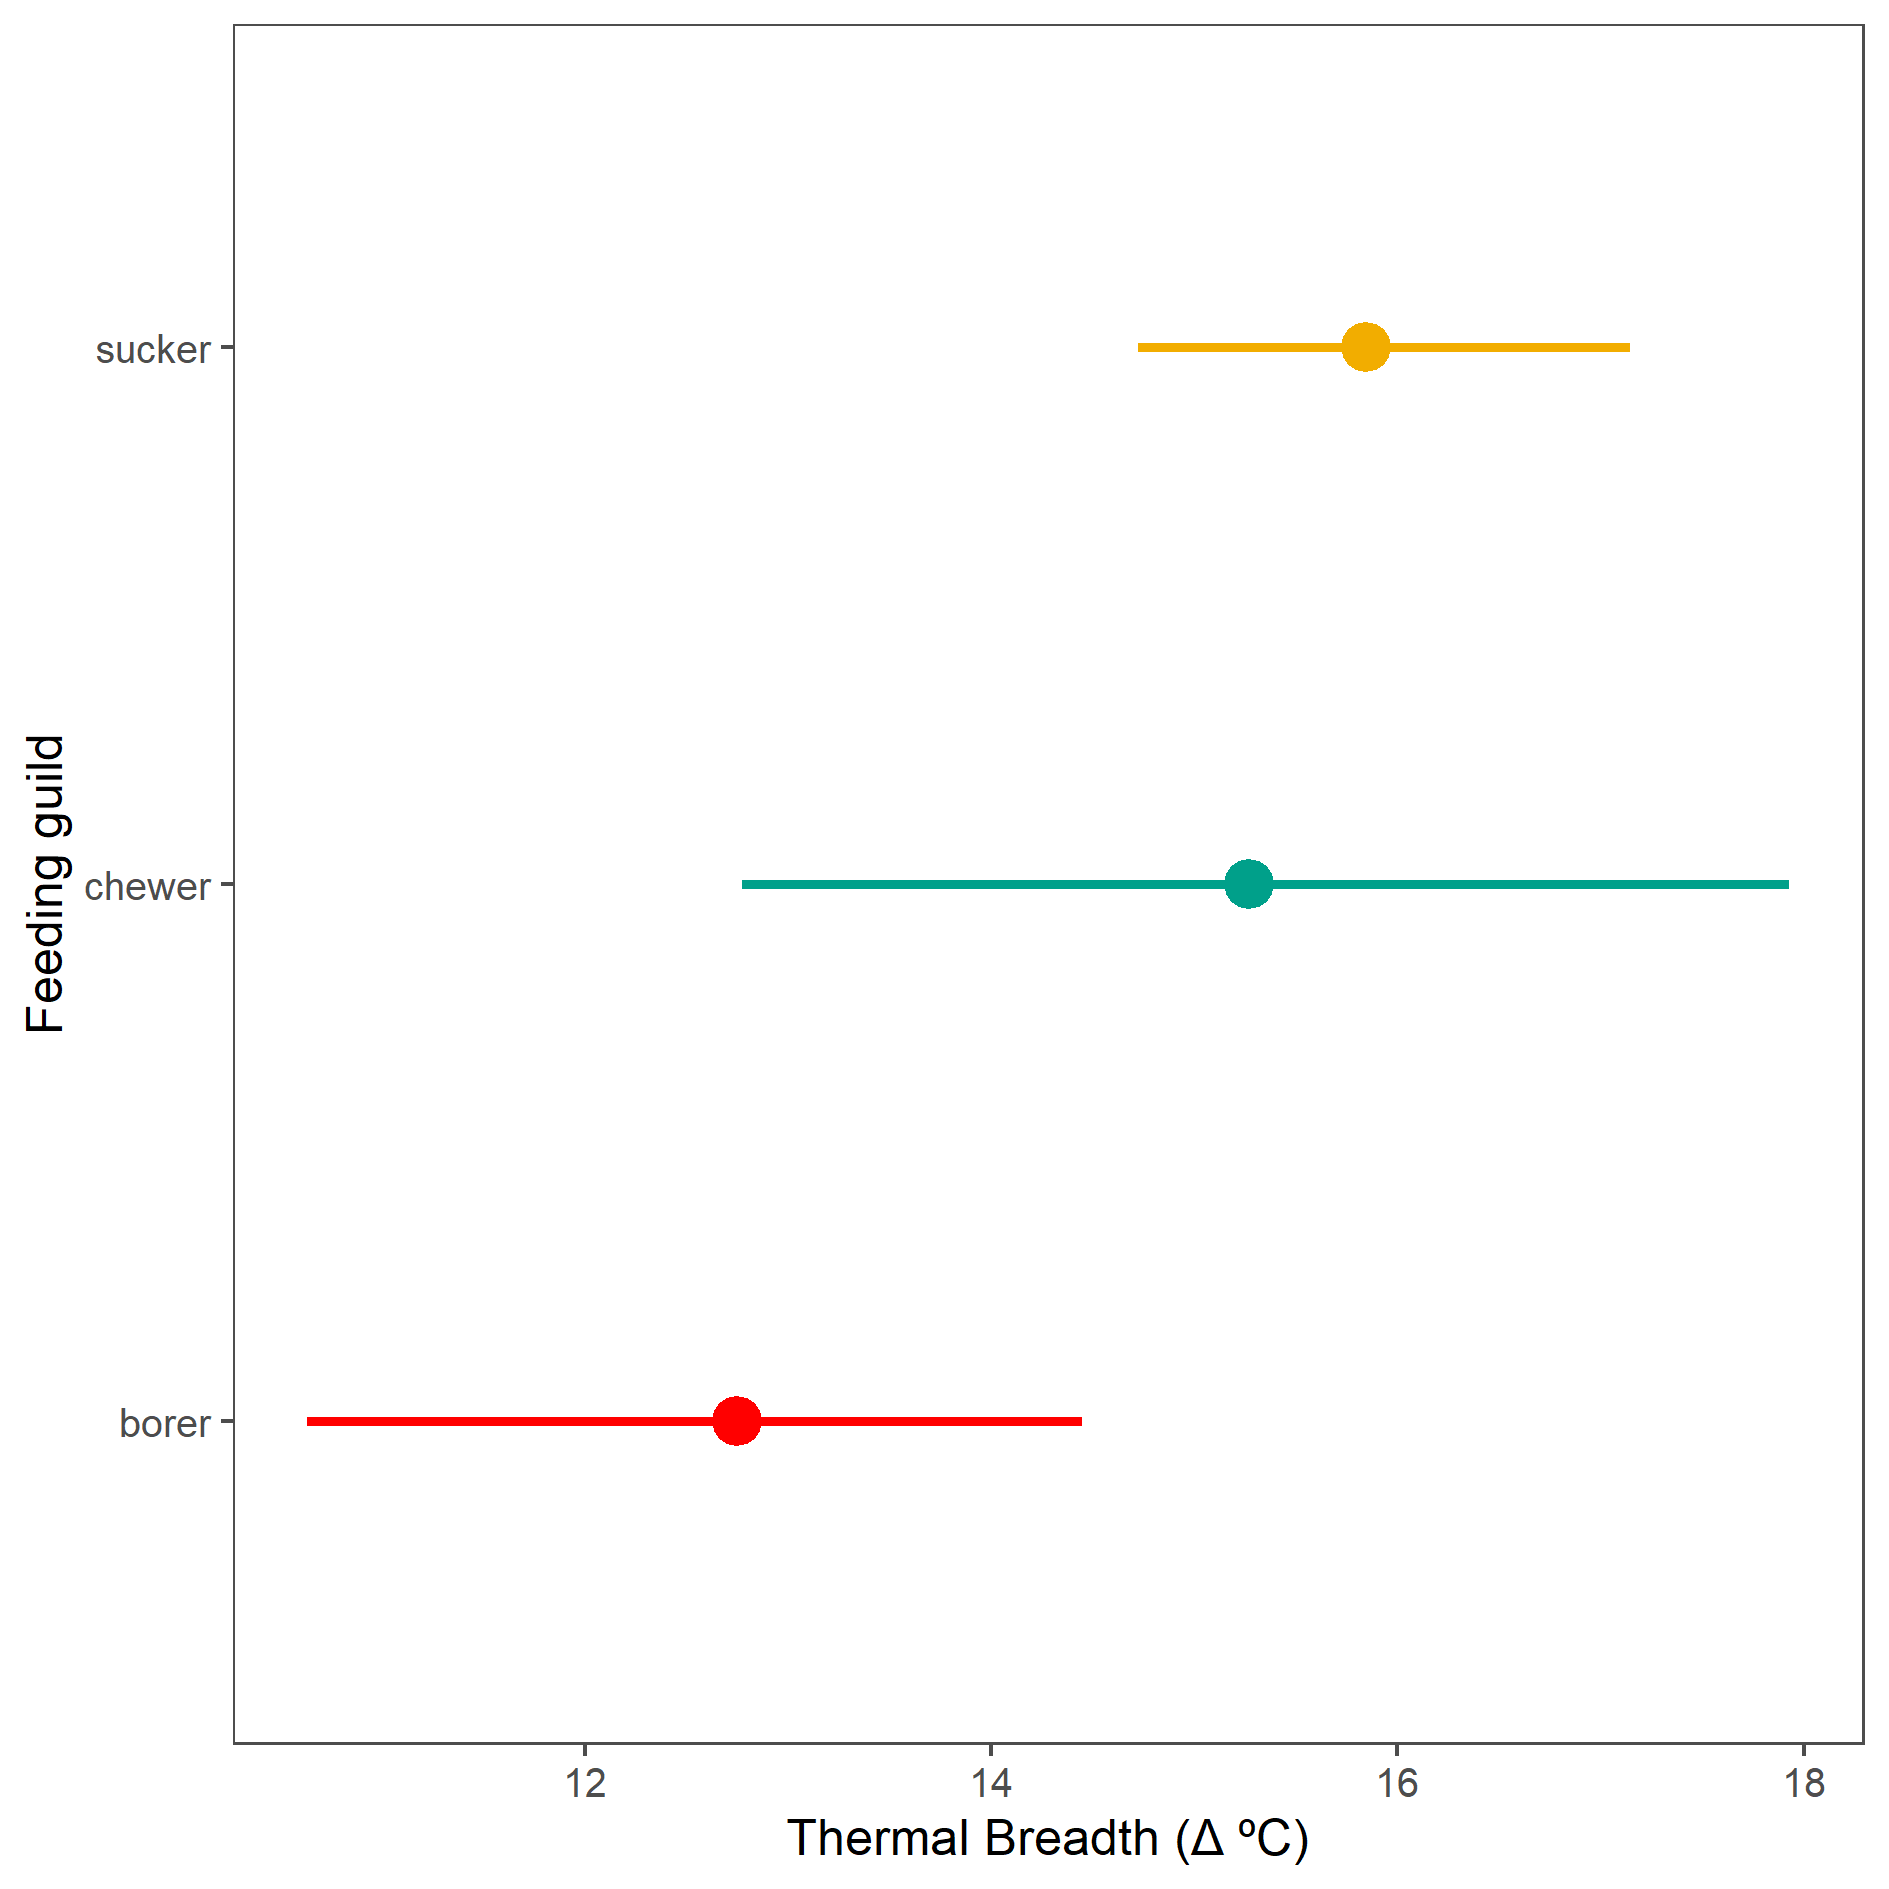 Feeding guild
sucker
chewer
borer
12 14 16 18
Thermal Breadth (Δ ºC)